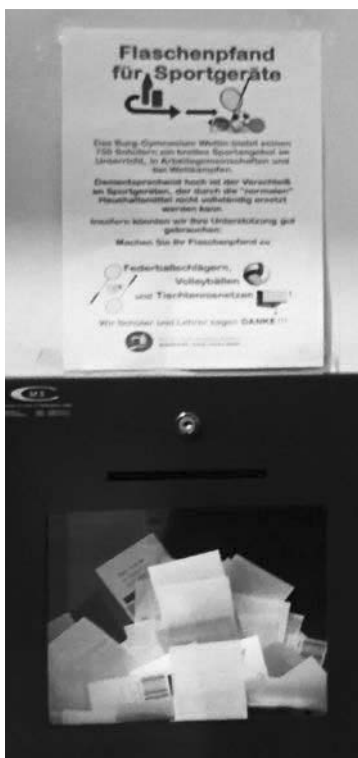 Flaschenpfand
für Sportgeräte
Das Burg-Gymnasium Wettin bietet seinen
750 Schülern ein breites Sportangebot im
Unterricht, in Arbeitsgemeinschaften und
bei Wettkämpfen.
Dementsprechend hoch ist der Verschleiß
an Sportgeräten, der durch die "normalen"
Haushaltsmittel nicht vollständig ersetzt
werden kann.
Insofern könnten wir Ihre Unterstützung gut
gebrauchen:
Machen Sie Ihr Flaschenpfand zu
Federballschlägern,
Volleybällen
und Tischtennisnetzen
Wir Schüler und Lehrer sagen DANKE!!!